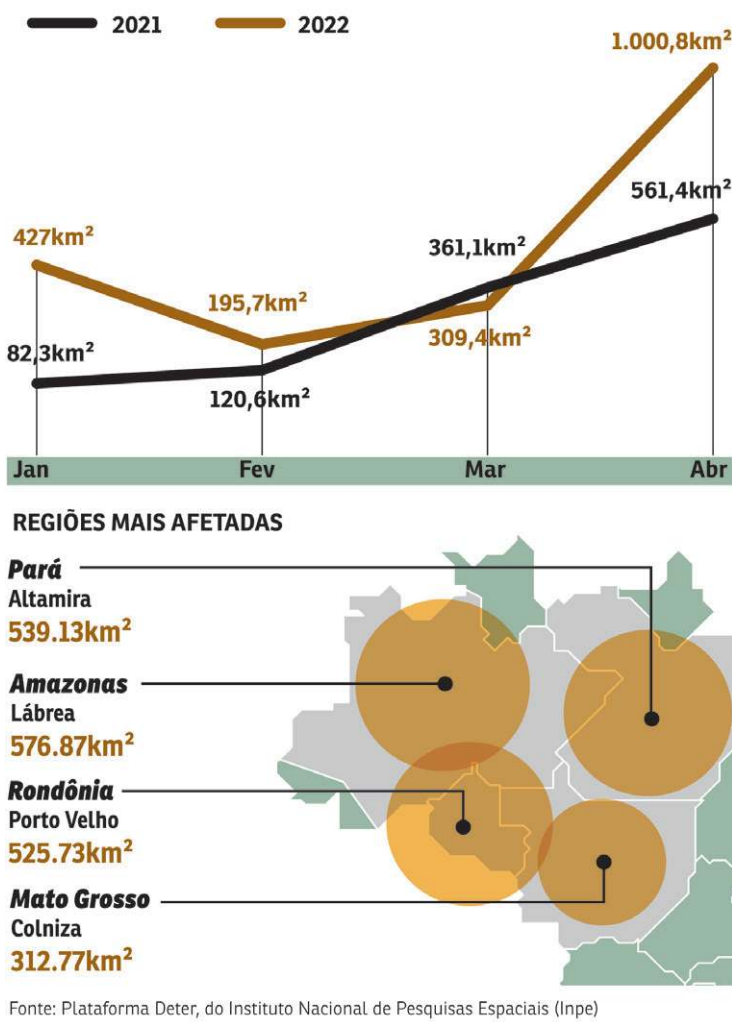 2021 2022
1.000,8km²
561,4km²
427km²
361,1km²
195,7km²
309,4km²
82,3km²
120,6km²
Jan Fev Mar Abr
REGIÕES MAIS AFETADAS
Pará
Altamira
539.13km²
Amazonas
Lábrea
576.87km²
Rondônia
Porto Velho
525.73km²
Mato Grosso
Colniza
312.77km²
Fonte: Plataforma Deter, do Instituto Nacional de Pesquisas Espaciais (Inpe)